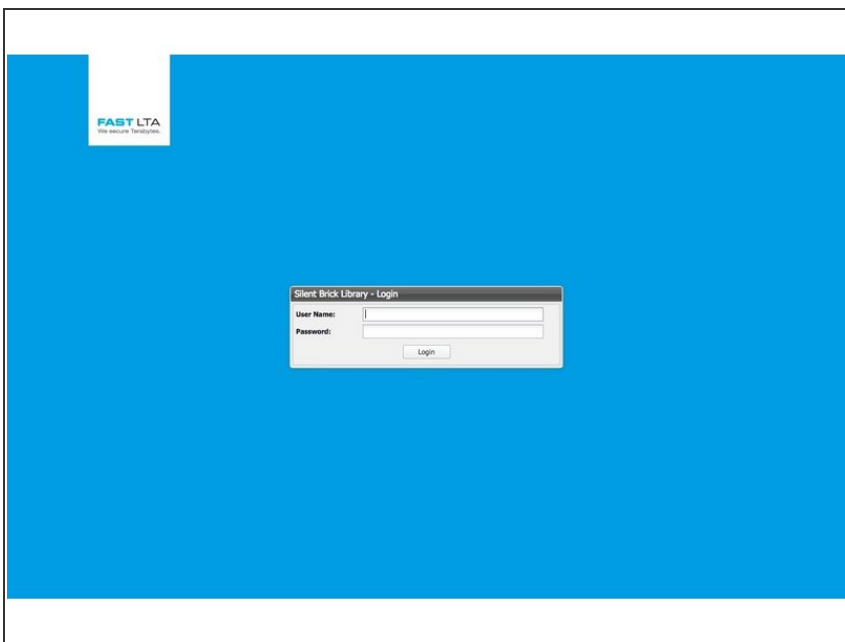 FAST LTA
We secure Terabytes.
Silent Brick Library - Login
User Name:
Password:
Login